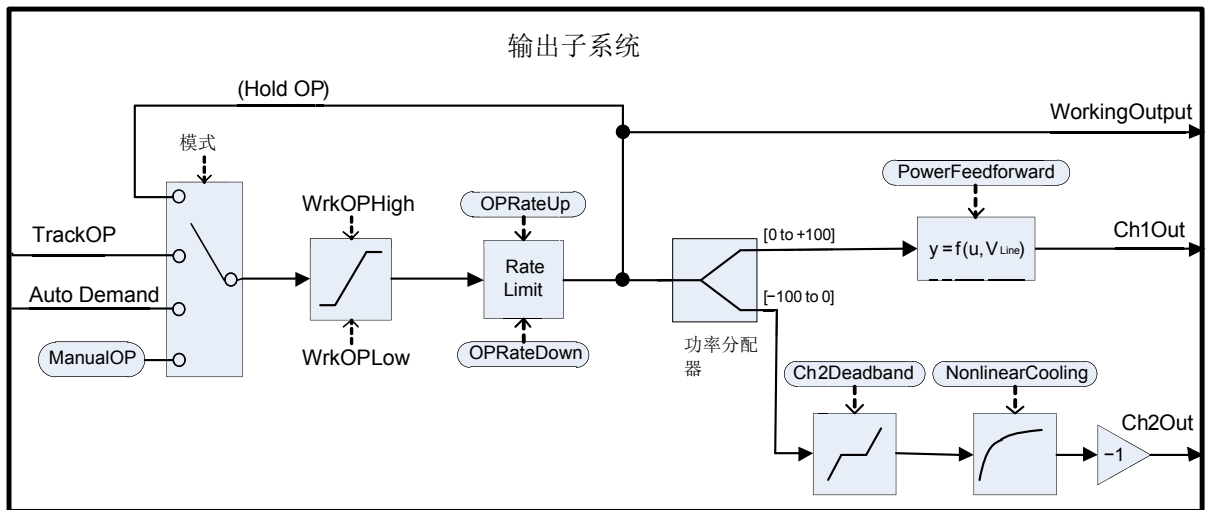 输出子系统
(Hold OP)
WorkingOutput
模式
PowerFeedforward
WrkOPHigh
OPRateUp
TrackOP
[0 to +100]
Ch1Out
y = f(u, VLine)
Rate
Limit
Auto Demand
[−100 to 0]
WrkOPLow
OPRateDown
功率分配
器
ManualOP
Ch2Deadband
NonlinearCooling
Ch2Out
−1